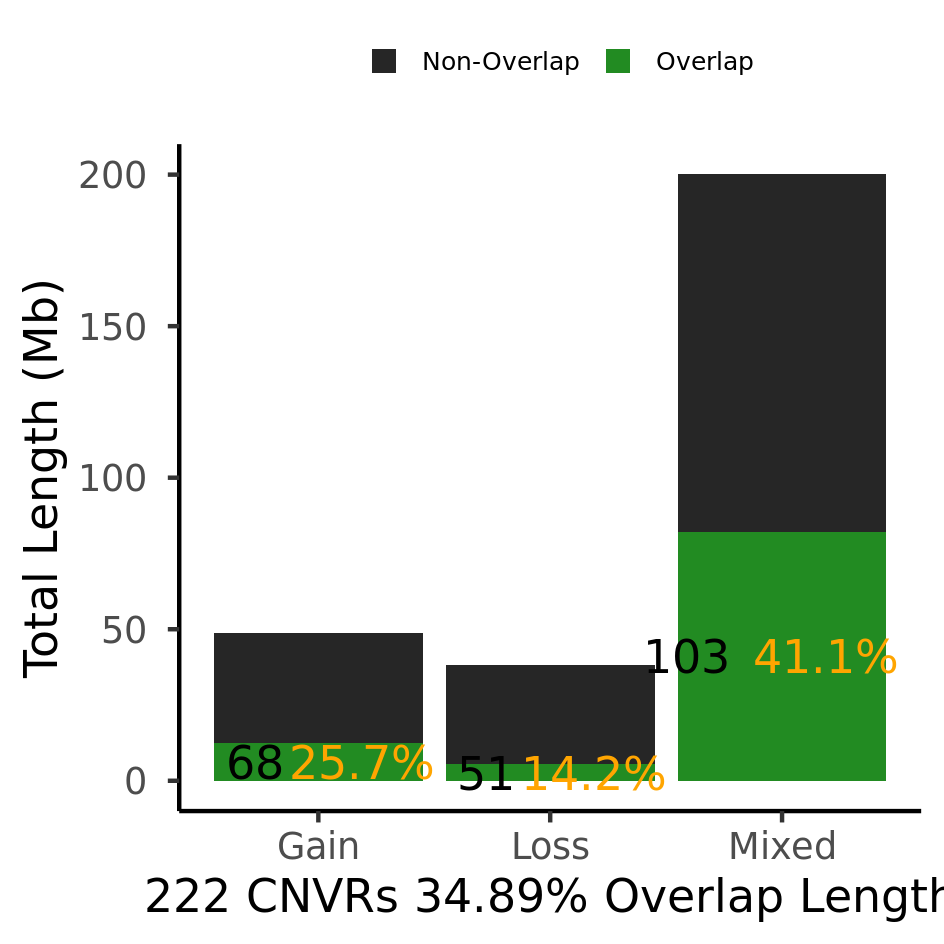 Non-Overlap Overlap
Total Length (Mb)
200
150
100
50
0
103 41.1%
68 25.7%
51 14.2%
Gain Loss Mixed
222 CNVRs 34.89% Overlap Length